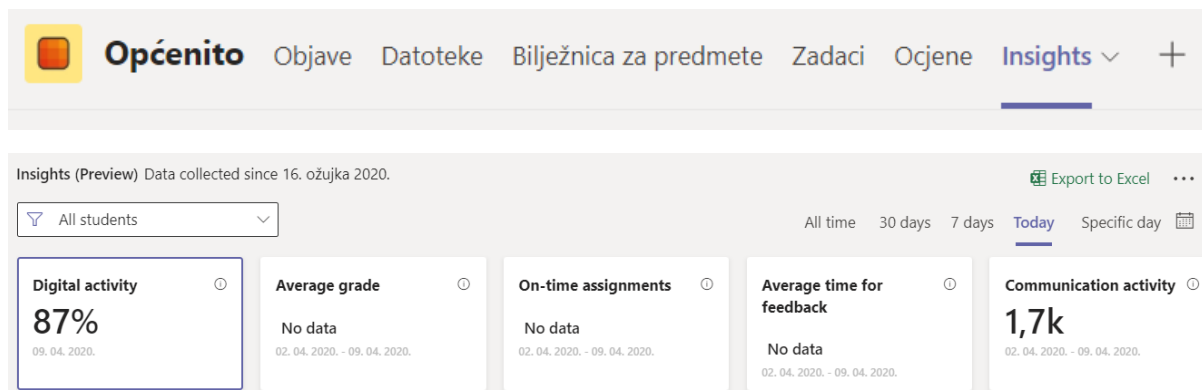 Općenito Objave Datoteke Bilježnica za predmete Zadaci Ocjene Insights
Insights (Preview) Data collected since 16. ožujka 2020.
Export to Excel
All students
All time 30 days 7 days Today Specific day
Digital activity
87%
09. 04. 2020.
Average grade
No data
02. 04. 2020. - 09. 04. 2020.
On-time assignments
No data
02. 04. 2020. - 09. 04. 2020.
Average time for
feedback
No data
02. 04. 2020. - 09. 04. 2020.
Communication activity
1,7k
02. 04. 2020. - 09. 04. 2020.